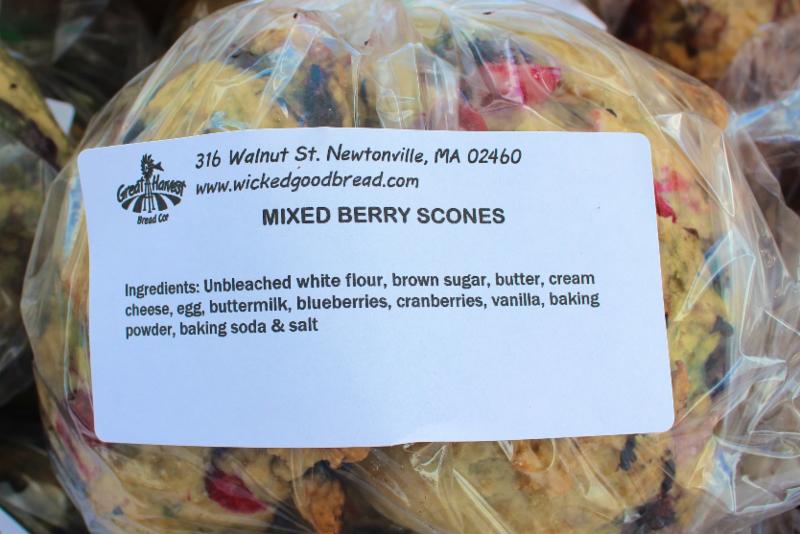 316 Walnut St. Newtonville, MA 02460
www.wickedgoodbread.com
Great Harvest
Bread Co.
MIXED BERRY SCONES
Ingredients: Unbleached white flour, brown sugar, butter, cream
cheese, egg, buttermilk, blueberries, cranberries, vanilla, baking
powder, baking soda & salt